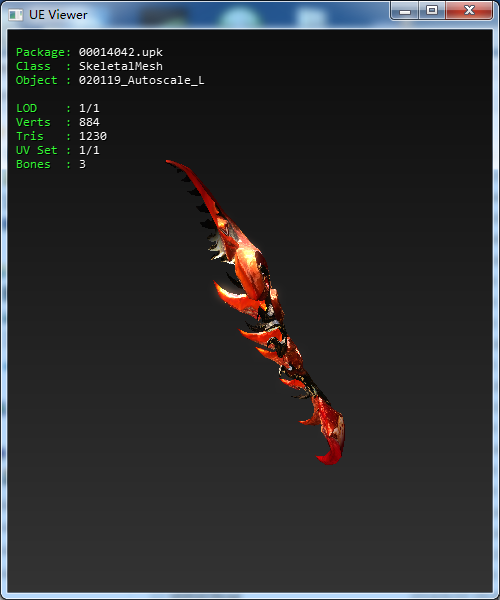 UE Viewer
Package: 00014042.upk
Class  : SkeletalMesh
Object : 020119_Autoscale_L
LOD    : 1/1
Verts  : 884
Tris   : 1230
UV Set : 1/1
Bones  : 3